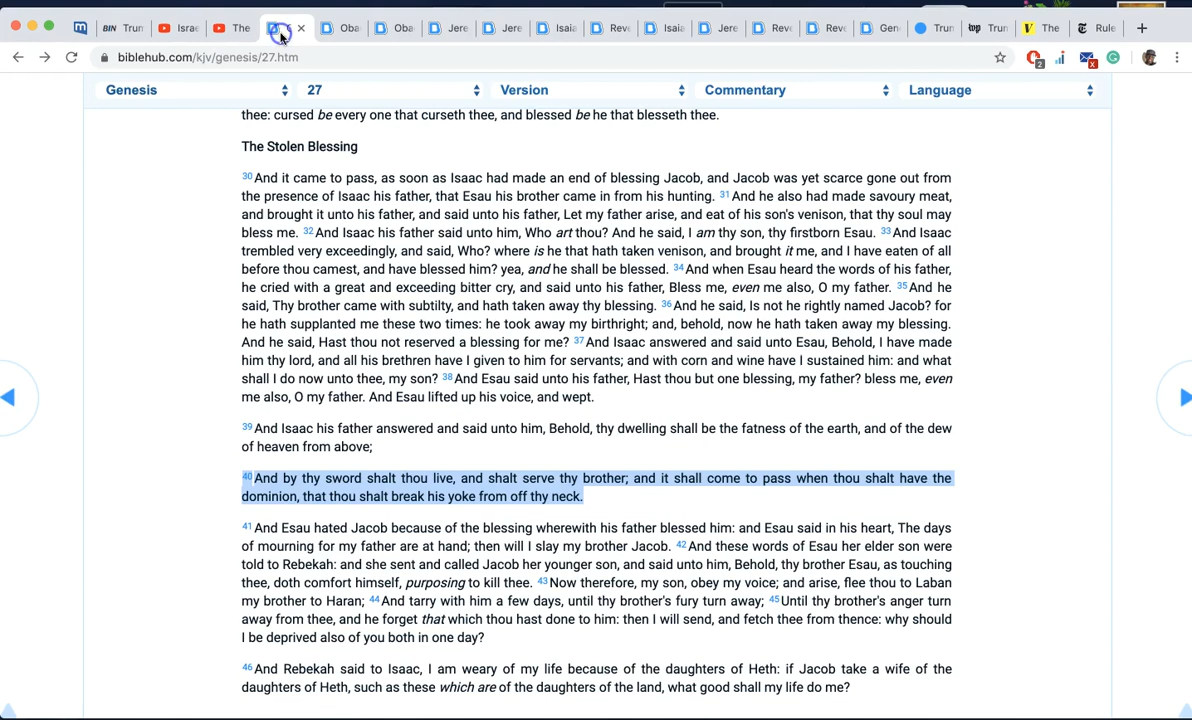 BIN Trun
Israe
The
Oba
Oba
Jere
Jere
Isaia
Reve
Isaia
Jere
Reve
Reve
Gen
Trun
wp Trun
V The
Rule
biblehub.com/kjv/genesis/27.htm
2
x
Genesis 27 Version Commentary Language
thee: cursed be every one that curseth thee, and blessed be he that blesseth thee.
The Stolen Blessing
30 And it came to pass, as soon as Isaac had made an end of blessing Jacob, and Jacob was yet scarce gone out from
the presence of Isaac his father, that Esau his brother came in from his hunting. 31 And he also had made savoury meat,
and brought it unto his father, and said unto his father, Let my father arise, and eat of his son's venison, that thy soul may
bless me. 32 And Isaac his father said unto him, Who art thou? And he said, I am thy son, thy firstborn Esau. 33 And Isaac
trembled very exceedingly, and said, Who? where is he that hath taken venison, and brought it me, and I have eaten of all
before thou camest, and have blessed him? yea, and he shall be blessed. 34 And when Esau heard the words of his father,
he cried with a great and exceeding bitter cry, and said unto his father, Bless me, even me also, O my father. 35 And he
said, Thy brother came with subtilty, and hath taken away thy blessing. 36 And he said, Is not he rightly named Jacob? for
he hath supplanted me these two times: he took away my birthright; and, behold, now he hath taken away my blessing.
And he said, Hast thou not reserved a blessing for me? 37 And Isaac answered and said unto Esau, Behold, I have made
him thy lord, and all his brethren have I given to him for servants; and with corn and wine have I sustained him: and what
shall I do now unto thee, my son? 38 And Esau said unto his father, Hast thou but one blessing, my father? bless me, even
me also, O my father. And Esau lifted up his voice, and wept.
39 And Isaac his father answered and said unto him, Behold, thy dwelling shall be the fatness of the earth, and of the dew
of heaven from above;
40 And by thy sword shalt thou live, and shalt serve thy brother; and it shall come to pass when thou shalt have the
dominion, that thou shalt break his yoke from off thy neck.
41 And Esau hated Jacob because of the blessing wherewith his father blessed him: and Esau said in his heart, The days
of mourning for my father are at hand; then will I slay my brother Jacob. 42 And these words of Esau her elder son were
told to Rebekah: and she sent and called Jacob her younger son, and said unto him, Behold, thy brother Esau, as touching
thee, doth comfort himself, purposing to kill thee. 43 Now therefore, my son, obey my voice; and arise, flee thou to Laban
my brother to Haran; 44 And tarry with him a few days, until thy brother's fury turn away; 45 Until thy brother's anger turn
away from thee, and he forget that which thou hast done to him: then I will send, and fetch thee from thence: why should
I be deprived also of you both in one day?
46 And Rebekah said to Isaac, I am weary of my life because of the daughters of Heth: if Jacob take a wife of the
daughters of Heth, such as these which are of the daughters of the land, what good shall my life do me?